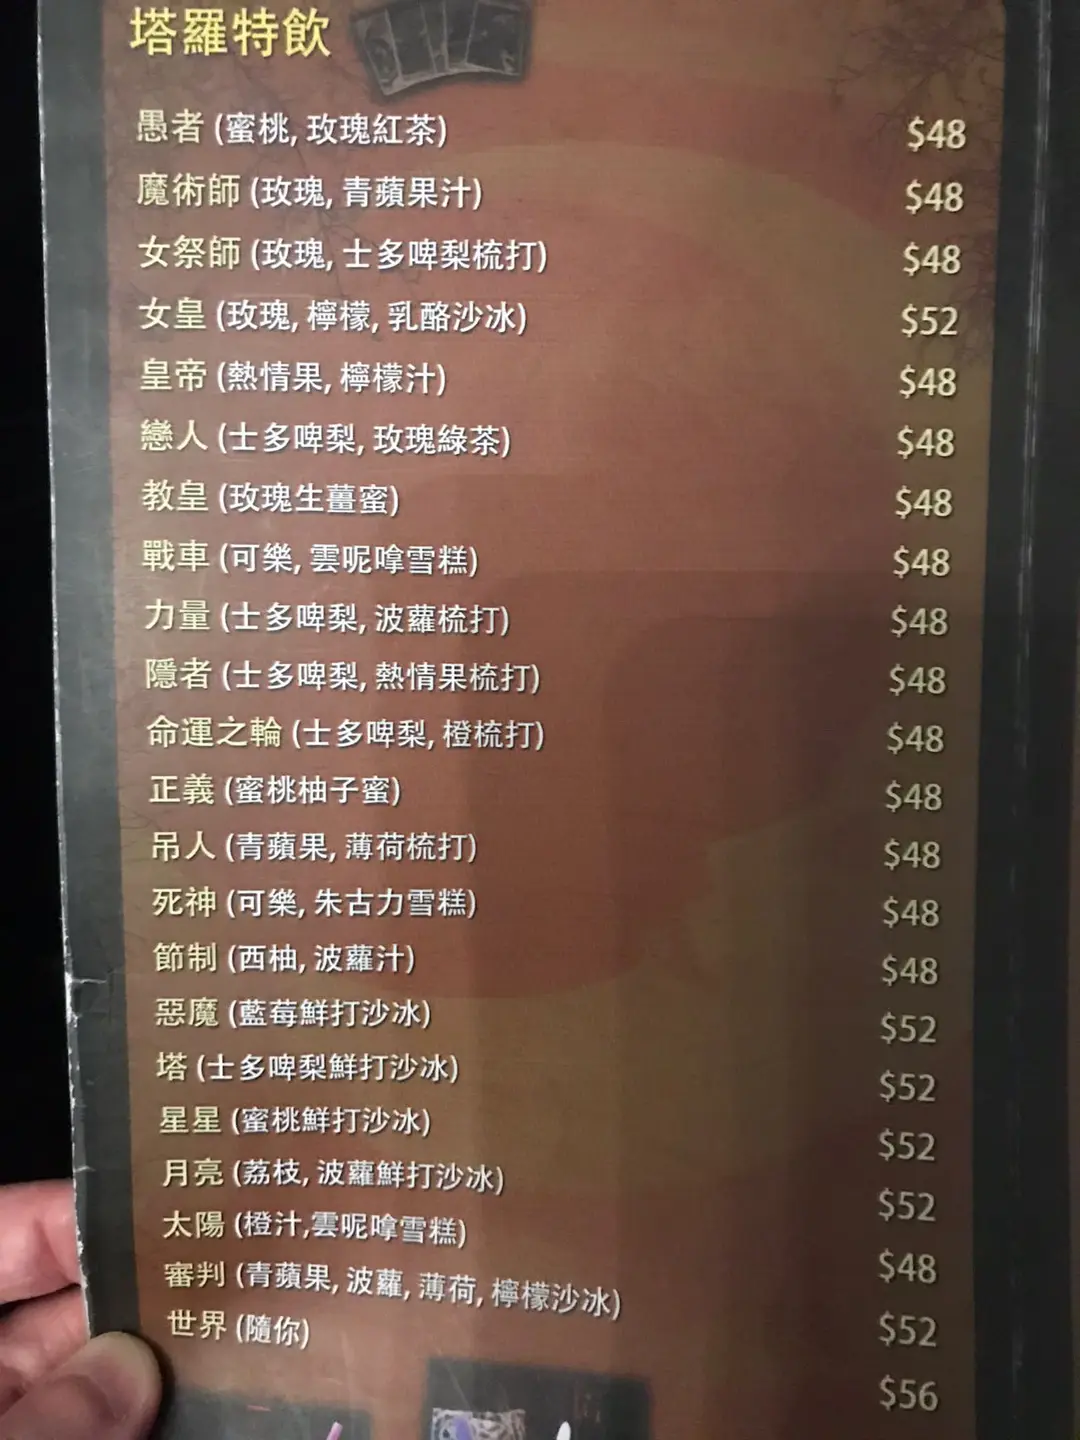 塔羅特飲
愚者 (蜜桃, 玫瑰紅茶) $48
魔術師 (玫瑰, 青蘋果汁) $48
女祭師 (玫瑰, 士多啤梨梳打) $48
女皇 (玫瑰, 檸檬, 乳酪沙冰) $52
皇帝 (熱情果, 檸檬汁) $48
戀人 (士多啤梨, 玫瑰綠茶) $48
教皇 (玫瑰生薑蜜) $48
戰車 (可樂, 雲呢嗱雪糕) $48
力量 (士多啤梨, 波蘿梳打) $48
隱者 (士多啤梨, 熱情果梳打) $48
命運之輪 (士多啤梨, 橙梳打) $48
正義 (蜜桃柚子蜜) $48
吊人 (青蘋果, 薄荷梳打) $48
死神 (可樂, 朱古力雪糕) $48
節制 (西柚, 波蘿汁) $48
惡魔 (藍莓鮮打沙冰) $52
塔 (士多啤梨鮮打沙冰) $52
星星 (蜜桃鮮打沙冰) $52
月亮 (荔枝, 波蘿鮮打沙冰) $52
太陽 (橙汁,雲呢嗱雪糕) $48
審判 (青蘋果, 波蘿, 薄荷, 檸檬沙冰) $52
世界 (隨你) $56